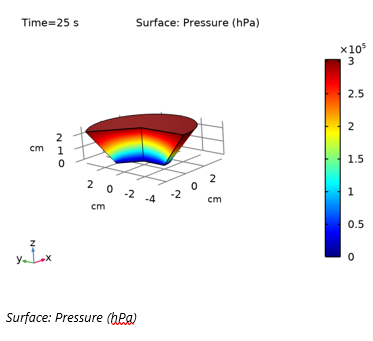 Time=25 s Surface: Pressure (hPa)
×10⁵
3
2.5
2
1.5
1
0.5
0
2
1
0
cm
2
0
-2
-4
cm
-2
0
2
cm
z
y
x
Surface: Pressure (hPa)